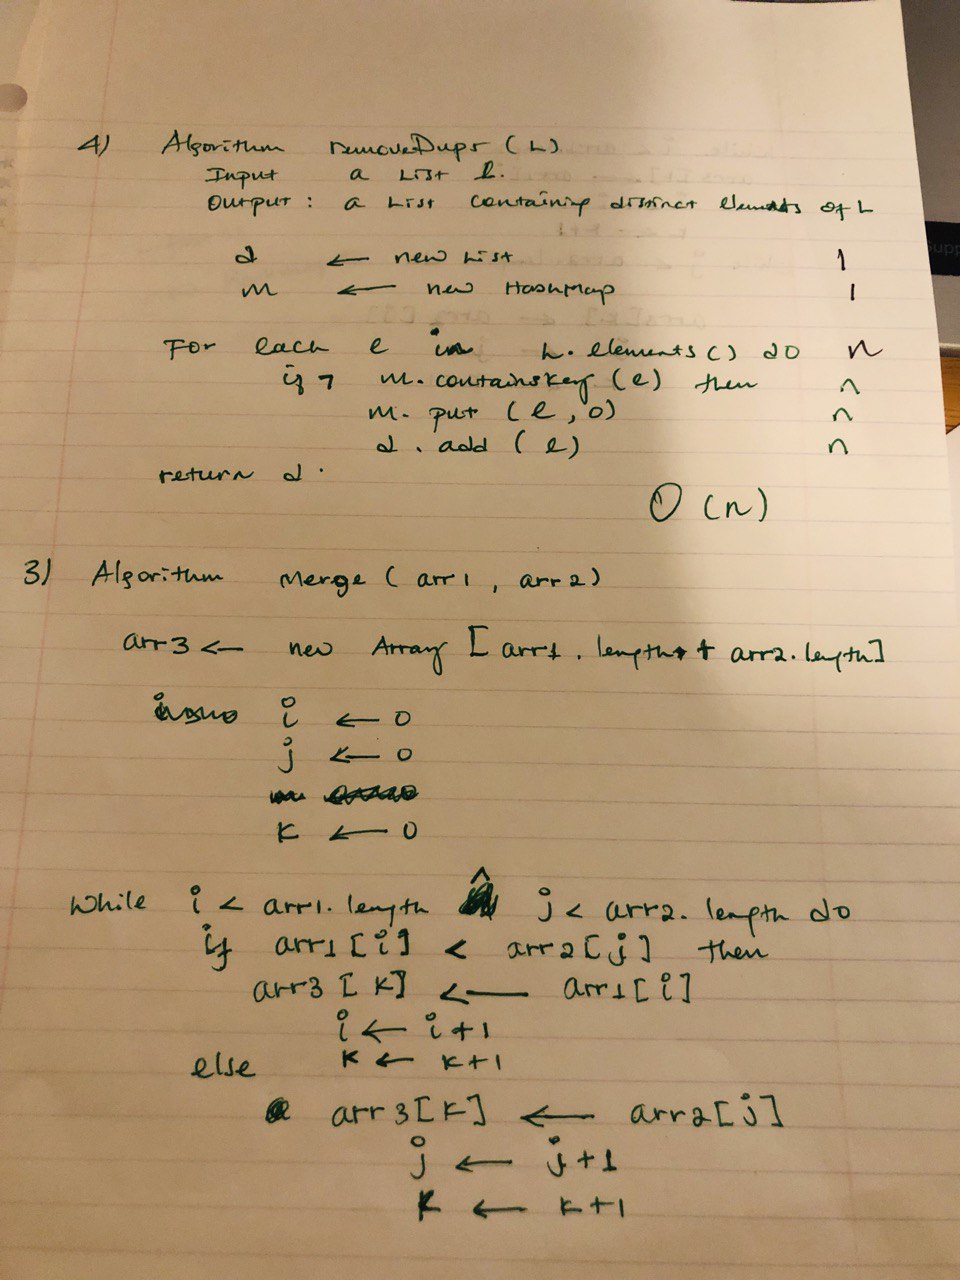 4) Algorithm removeDups (L)
Input a List L.
Output : a List containing distinct elements of L
d ← new List 1
m ← new HashMap 1
For each e in L.elements() do n
if ¬ m.containsKey(e) then n
m.put (e, 0) n
d.add (e) n
return d.
O(n)
3) Algorithm Merge (arr1, arr2)
arr3 ← new Array [arr1.length + arr2.length]
i ← 0
j ← 0
k ← 0
While i < arr1.length ^ j < arr2.length do
if arr1[i] < arr2[j] then
arr3[k] ← arr1[i]
i ← i+1
k ← k+1
else
arr3[k] ← arr2[j]
j ← j+1
k ← k+1